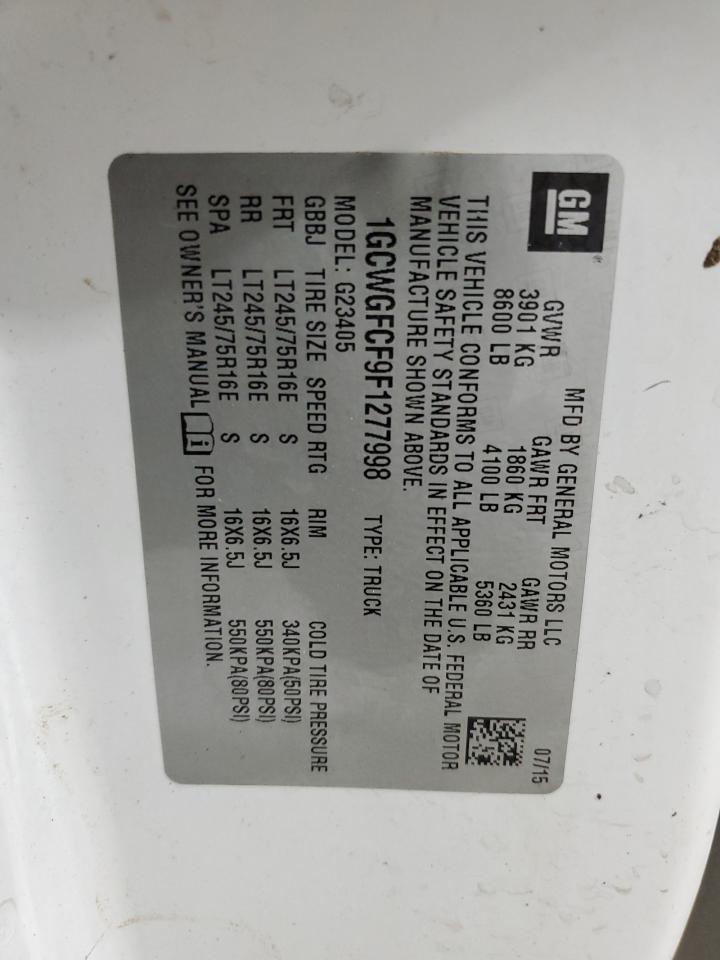 GM
MFD BY GENERAL MOTORS LLC 07/15
GVWR GAWR FRT GAWR RR
3901 KG 1860 KG 2431 KG
8600 LB 4100 LB 5360 LB
THIS VEHICLE CONFORMS TO ALL APPLICABLE U.S. FEDERAL MOTOR
VEHICLE SAFETY STANDARDS IN EFFECT ON THE DATE OF
MANUFACTURE SHOWN ABOVE.
1GCWGFCF9F1277998 TYPE: TRUCK
MODEL: G23405
GBBJ TIRE SIZE SPEED RTG RIM COLD TIRE PRESSURE
FRT LT245/75R16E S 16X6.5J 340KPA(50PSI)
RR LT245/75R16E S 16X6.5J 550KPA(80PSI)
SPA LT245/75R16E S 16X6.5J 550KPA(80PSI)
SEE OWNER'S MANUAL FOR MORE INFORMATION.